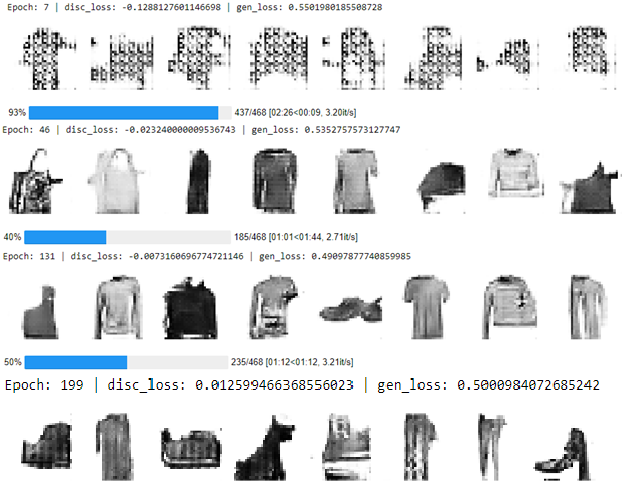 Epoch: 7 | disc_loss: -0.1288127601146698 | gen_loss: 0.5501980185508728
93% 437/468 [02:26<00:09, 3.20it/s]
Epoch: 46 | disc_loss: -0.023240000009536743 | gen_loss: 0.5352757573127747
40% 185/468 [01:01<01:44, 2.71it/s]
Epoch: 131 | disc_loss: -0.0073160696774721146 | gen_loss: 0.49097877740859985
50% 235/468 [01:12<01:12, 3.21it/s]
Epoch: 199 | disc_loss: 0.012599466368556023 | gen_loss: 0.5000984072685242